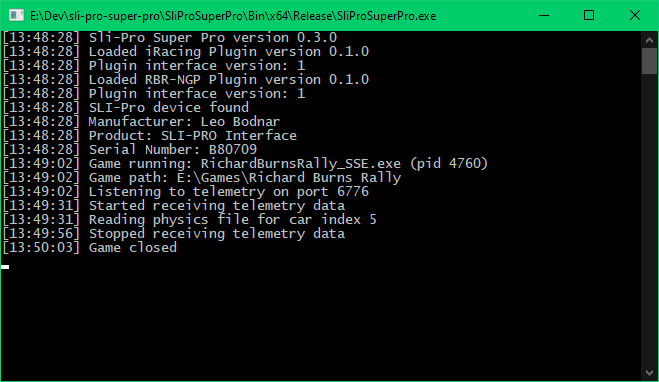 E:\Dev\sli-pro-super-pro\SliProSuperPro\Bin\x64\Release\SliProSuperPro.exe
[13:48:28] Sli-Pro Super Pro version 0.3.0
[13:48:28] Loaded iRacing Plugin version 0.1.0
[13:48:28] Plugin interface version: 1
[13:48:28] Loaded RBR-NGP Plugin version 0.1.0
[13:48:28] Plugin interface version: 1
[13:48:28] SLI-Pro device found
[13:48:28] Manufacturer: Leo Bodnar
[13:48:28] Product: SLI-PRO Interface
[13:48:28] Serial Number: B80709
[13:49:02] Game running: RichardBurnsRally_SSE.exe (pid 4760)
[13:49:02] Game path: E:\Games\Richard Burns Rally
[13:49:02] Listening to telemetry on port 6776
[13:49:31] Started receiving telemetry data
[13:49:31] Reading physics file for car index 5
[13:49:56] Stopped receiving telemetry data
[13:50:03] Game closed